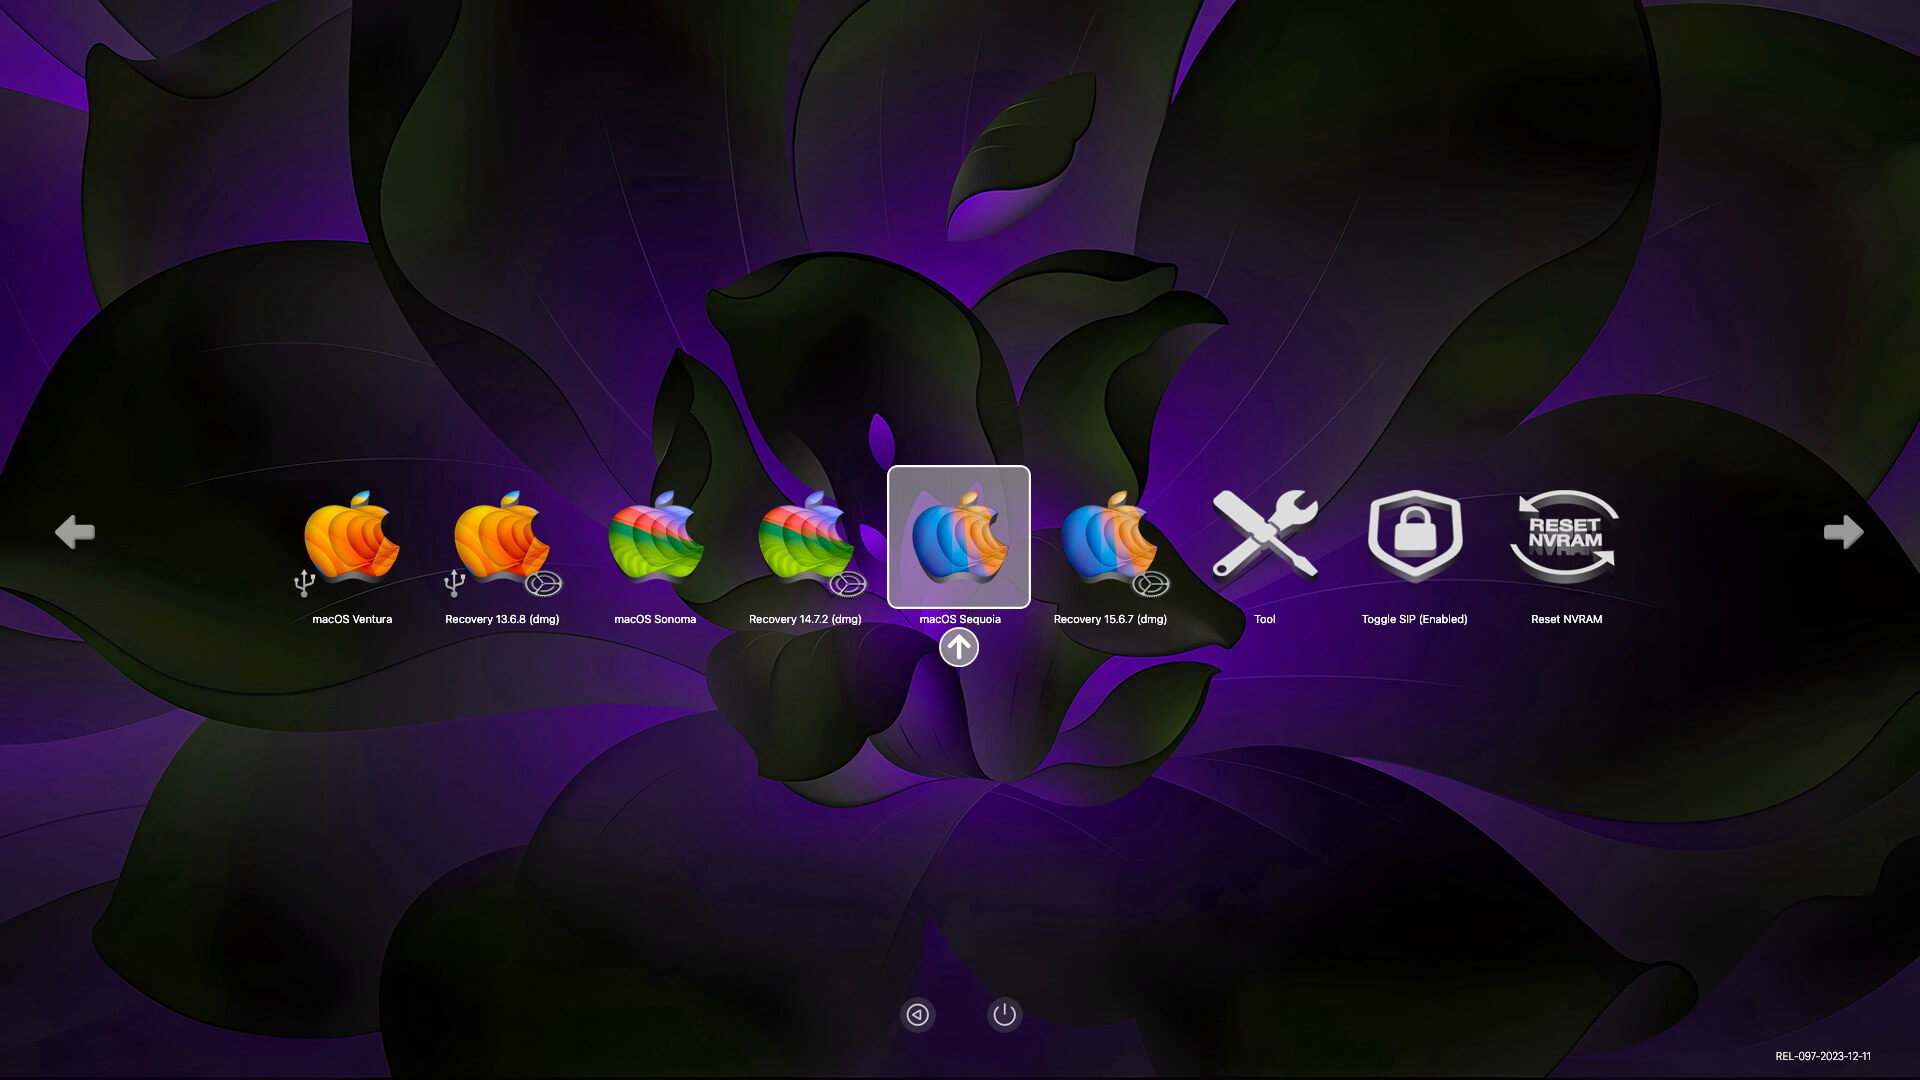 RESET
NVRAM
macOS Ventura
Recovery 13.6.8 (dmg)
macOS Sonoma
Recovery 14.7.2 (dmg)
macOS Sequoia
Recovery 15.6.7 (dmg)
Tool
Toggle SIP (Enabled)
Reset NVRAM
REL-097-2023-12-11